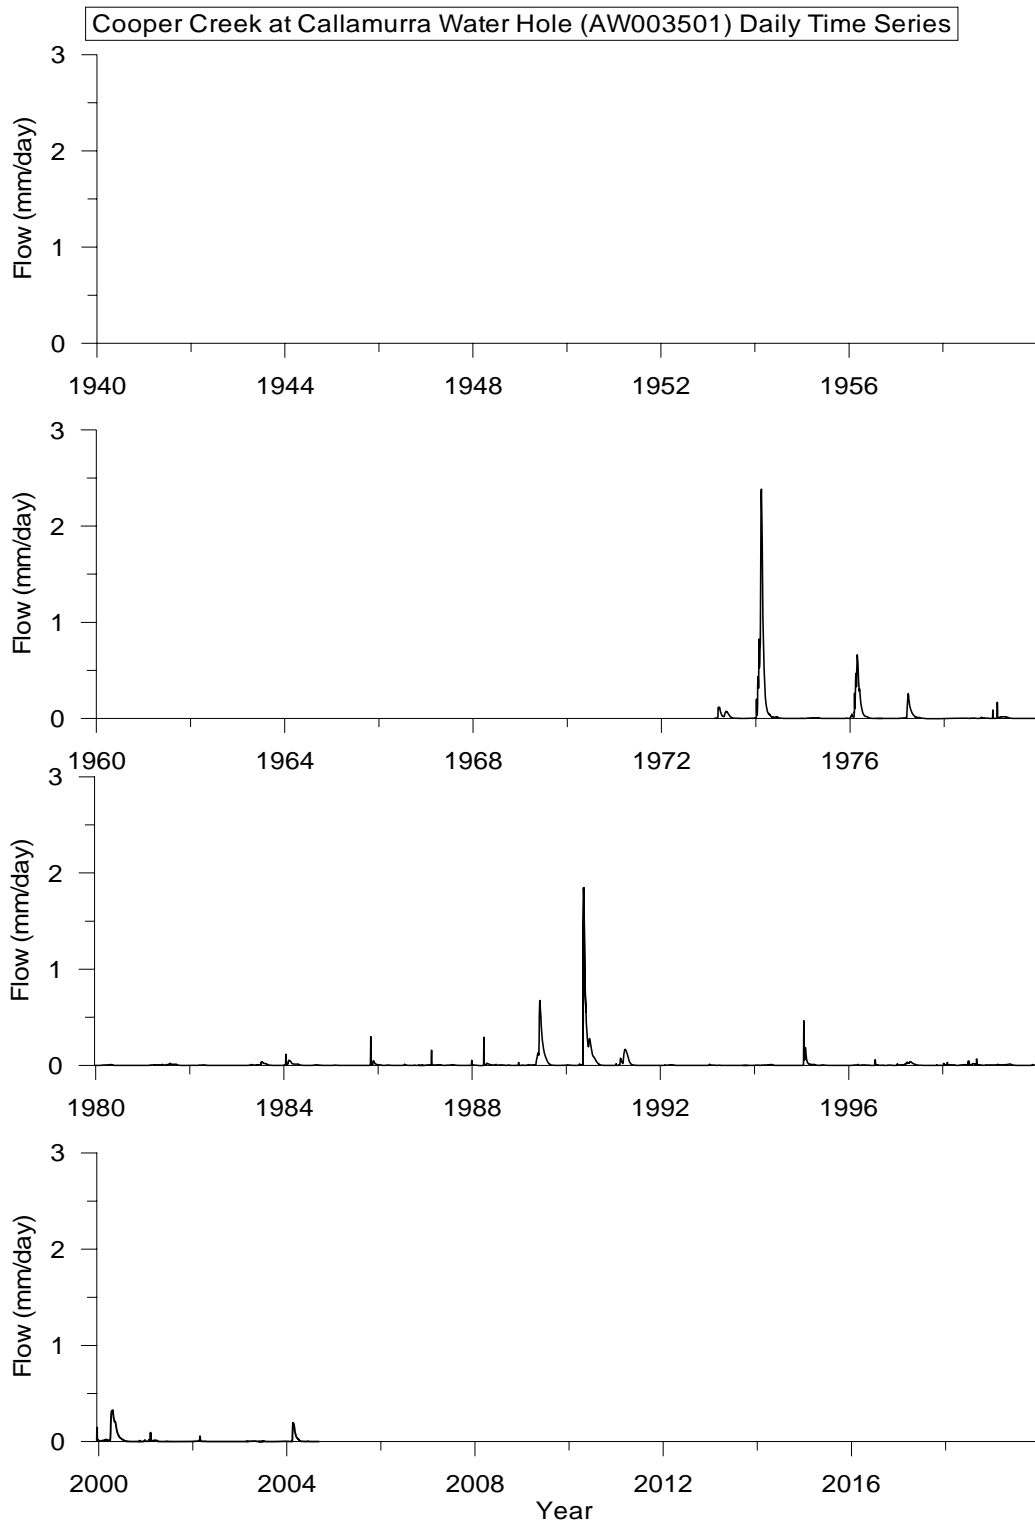 Cooper Creek at Callamurra Water Hole (AW003501) Daily Time Series
3
2
1
0
Flow (mm/day)
1940 1944 1948 1952 1956
3
2
1
0
Flow (mm/day)
1960 1964 1968 1972 1976
3
2
1
0
Flow (mm/day)
1980 1984 1988 1992 1996
3
2
1
0
Flow (mm/day)
2000 2004 2008 2012 2016
Year